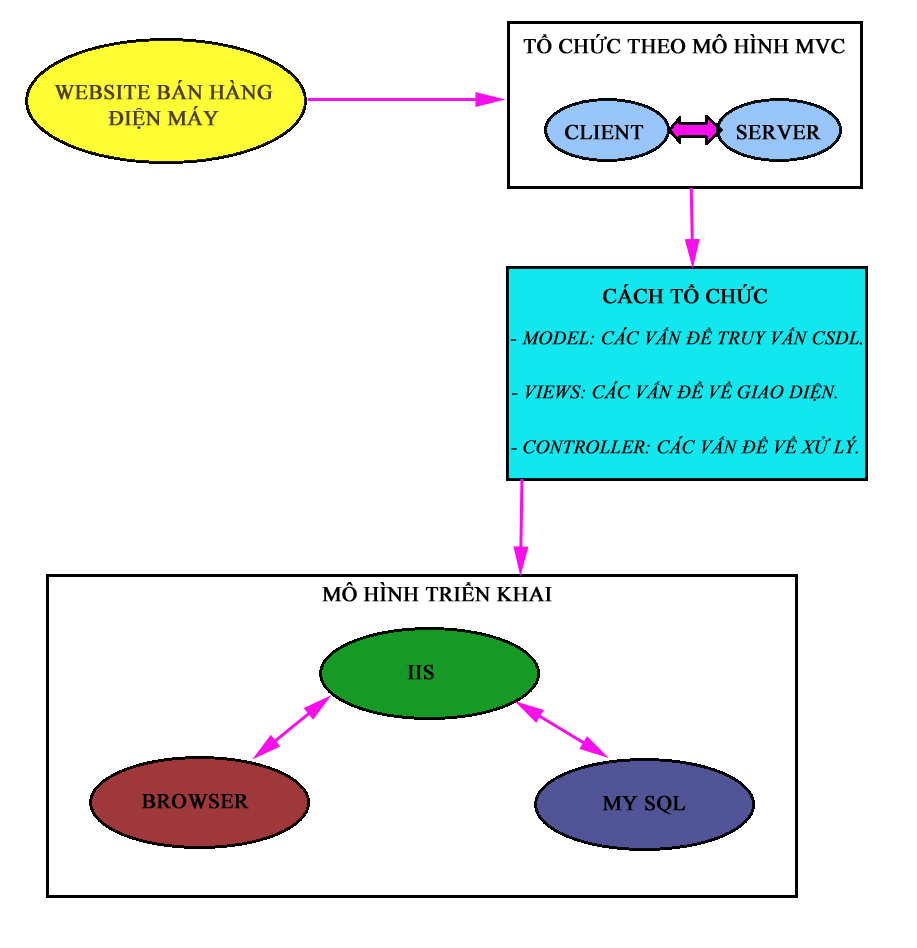 WEBSITE BÁN HÀNG
ĐIỆN MÁY
TỔ CHỨC THEO MÔ HÌNH MVC
CLIENT
SERVER
CÁCH TỔ CHỨC
- MODEL: CÁC VẤN ĐỀ TRUY VẤN CSDL.
- VIEWS: CÁC VẤN ĐỀ VỀ GIAO DIỆN.
- CONTROLLER: CÁC VẤN ĐỀ VỀ XỬ LÝ.
MÔ HÌNH TRIỂN KHAI
IIS
BROWSER
MY SQL